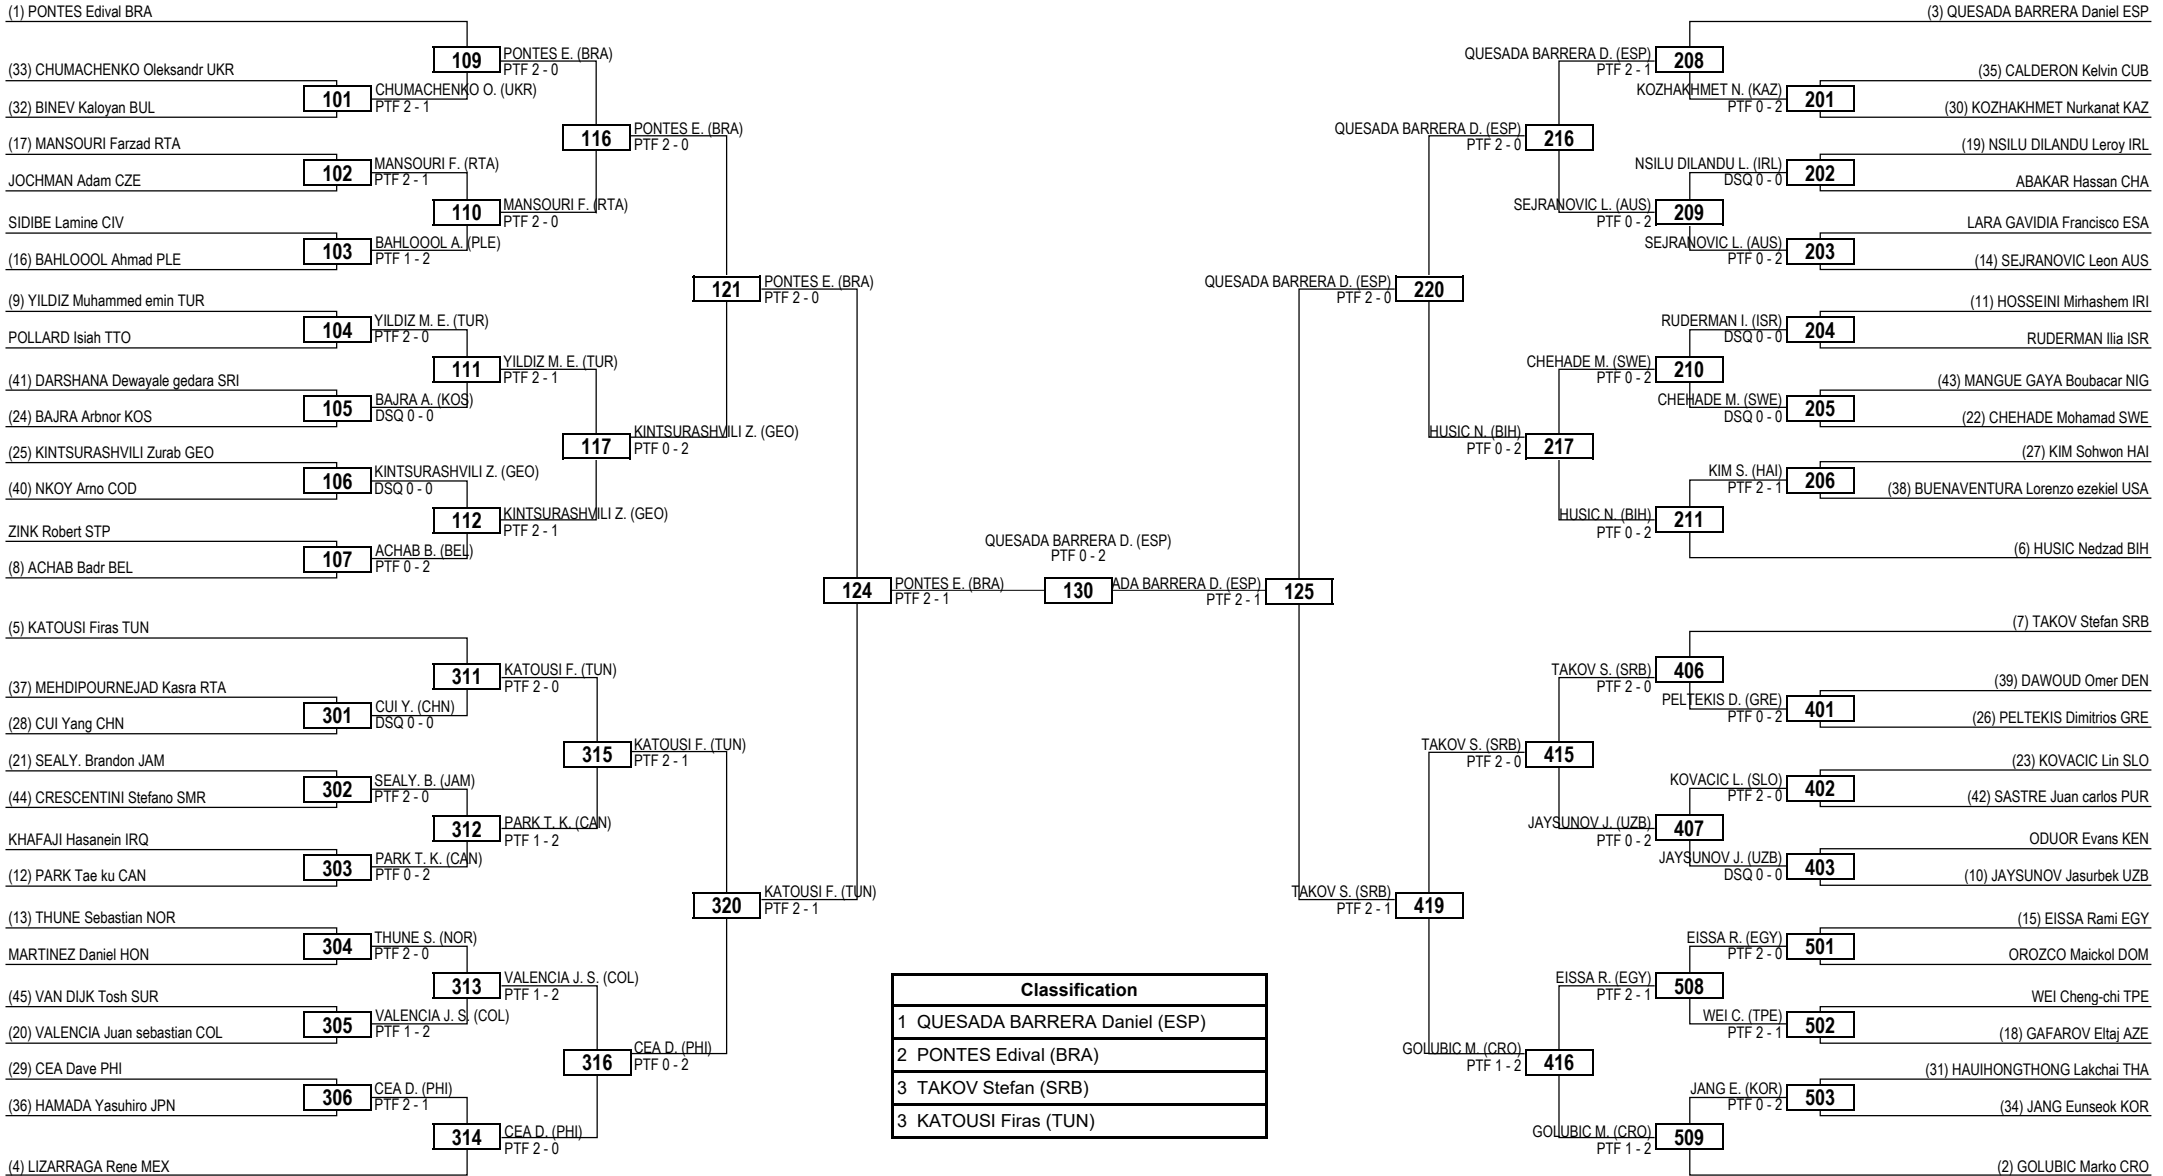 (1) PONTES Edival BRA
(33) CHUMACHENKO Oleksandr UKR
(32) BINEV Kaloyan BUL
(17) MANSOURI Farzad RTA
JOCHMAN Adam CZE
SIDIBE Lamine CIV
(16) BAHLOOOL Ahmad PLE
(9) YILDIZ Muhammed emin TUR
POLLARD Isiah TTO
(41) DARSHANA Dewayale gedara SRI
(24) BAJRA Arbnor KOS
(25) KINTSURASHVILI Zurab GEO
(40) NKOY Arno COD
ZINK Robert STP
(8) ACHAB Badr BEL
(5) KATOUSI Firas TUN
(37) MEHDIPOURNEJAD Kasra RTA
(28) CUI Yang CHN
(21) SEALY. Brandon JAM
(44) CRESCENTINI Stefano SMR
KHAFAJI Hasanein IRQ
(12) PARK Tae ku CAN
(13) THUNE Sebastian NOR
MARTINEZ Daniel HON
(45) VAN DIJK Tosh SUR
(20) VALENCIA Juan sebastian COL
(29) CEA Dave PHI
(36) HAMADA Yasuhiro JPN
(4) LIZARRAGA Rene MEX
101
CHUMACHENKO O. (UKR)
PTF 2 - 1
102
MANSOURI F. (RTA)
PTF 2 - 1
103
BAHLOOOL A. (PLE)
PTF 1 - 2
104
YILDIZ M. E. (TUR)
PTF 2 - 0
105
BAJRA A. (KOS)
DSQ 0 - 0
106
KINTSURASHVILI Z. (GEO)
DSQ 0 - 0
107
ACHAB B. (BEL)
PTF 0 - 2
301
CUI Y. (CHN)
DSQ 0 - 0
302
SEALY. B. (JAM)
PTF 2 - 0
303
PARK T. K. (CAN)
PTF 0 - 2
304
THUNE S. (NOR)
PTF 2 - 0
305
VALENCIA J. S. (COL)
PTF 1 - 2
306
CEA D. (PHI)
PTF 2 - 1
109
PONTES E. (BRA)
PTF 2 - 0
110
MANSOURI F. (RTA)
PTF 2 - 0
111
YILDIZ M. E. (TUR)
PTF 2 - 1
112
KINTSURASHVILI Z. (GEO)
PTF 2 - 1
311
KATOUSI F. (TUN)
PTF 2 - 0
312
PARK T. K. (CAN)
PTF 1 - 2
313
VALENCIA J. S. (COL)
PTF 1 - 2
314
CEA D. (PHI)
PTF 2 - 0
116
PONTES E. (BRA)
PTF 2 - 0
117
KINTSURASHVILI Z. (GEO)
PTF 0 - 2
315
KATOUSI F. (TUN)
PTF 2 - 1
316
CEA D. (PHI)
PTF 0 - 2
121
PONTES E. (BRA)
PTF 2 - 0
320
KATOUSI F. (TUN)
PTF 2 - 1
124
PONTES E. (BRA)
PTF 2 - 1
QUESADA BARRERA D. (ESP)
PTF 0 - 2
130
ADA BARRERA D. (ESP)
PTF 2 - 1
125
QUESADA BARRERA D. (ESP)
PTF 2 - 0
220
TAKOV S. (SRB)
PTF 2 - 1
419
QUESADA BARRERA D. (ESP)
PTF 2 - 0
216
HUSIC N. (BIH)
PTF 0 - 2
217
TAKOV S. (SRB)
PTF 2 - 0
415
GOLUBIC M. (CRO)
PTF 1 - 2
416
QUESADA BARRERA D. (ESP)
PTF 2 - 1
208
SEJRANOVIC L. (AUS)
PTF 0 - 2
209
CHEHADE M. (SWE)
PTF 0 - 2
210
HUSIC N. (BIH)
PTF 0 - 2
211
TAKOV S. (SRB)
PTF 2 - 0
406
JAYSUNOV J. (UZB)
PTF 0 - 2
407
EISSA R. (EGY)
PTF 2 - 1
508
GOLUBIC M. (CRO)
PTF 1 - 2
509
KOZHAKHMET N. (KAZ)
PTF 0 - 2
201
NSILU DILANDU L. (IRL)
DSQ 0 - 0
202
SEJRANOVIC L. (AUS)
PTF 0 - 2
203
RUDERMAN I. (ISR)
DSQ 0 - 0
204
CHEHADE M. (SWE)
DSQ 0 - 0
205
KIM S. (HAI)
PTF 2 - 1
206
PELTEKIS D. (GRE)
PTF 0 - 2
401
KOVACIC L. (SLO)
PTF 2 - 0
402
JAYSUNOV J. (UZB)
DSQ 0 - 0
403
EISSA R. (EGY)
PTF 2 - 0
501
WEI C. (TPE)
PTF 2 - 1
502
JANG E. (KOR)
PTF 0 - 2
503
(3) QUESADA BARRERA Daniel ESP
(35) CALDERON Kelvin CUB
(30) KOZHAKHMET Nurkanat KAZ
(19) NSILU DILANDU Leroy IRL
ABAKAR Hassan CHA
LARA GAVIDIA Francisco ESA
(14) SEJRANOVIC Leon AUS
(11) HOSSEINI Mirhashem IRI
RUDERMAN Ilia ISR
(43) MANGUE GAYA Boubacar NIG
(22) CHEHADE Mohamad SWE
(27) KIM Sohwon HAI
(38) BUENAVENTURA Lorenzo ezekiel USA
(6) HUSIC Nedzad BIH
(7) TAKOV Stefan SRB
(39) DAWOUD Omer DEN
(26) PELTEKIS Dimitrios GRE
(23) KOVACIC Lin SLO
(42) SASTRE Juan carlos PUR
ODUOR Evans KEN
(10) JAYSUNOV Jasurbek UZB
(15) EISSA Rami EGY
OROZCO Maickol DOM
WEI Cheng-chi TPE
(18) GAFAROV Eltaj AZE
(31) HAUIHONGTHONG Lakchai THA
(34) JANG Eunseok KOR
(2) GOLUBIC Marko CRO
Classification
1 QUESADA BARRERA Daniel (ESP)
2 PONTES Edival (BRA)
3 TAKOV Stefan (SRB)
3 KATOUSI Firas (TUN)